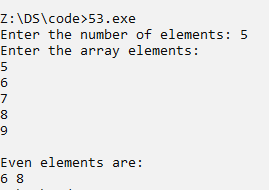 Z:\DS\code>53.exe
Enter the number of elements: 5
Enter the array elements:
5
6
7
8
9
Even elements are:
6 8